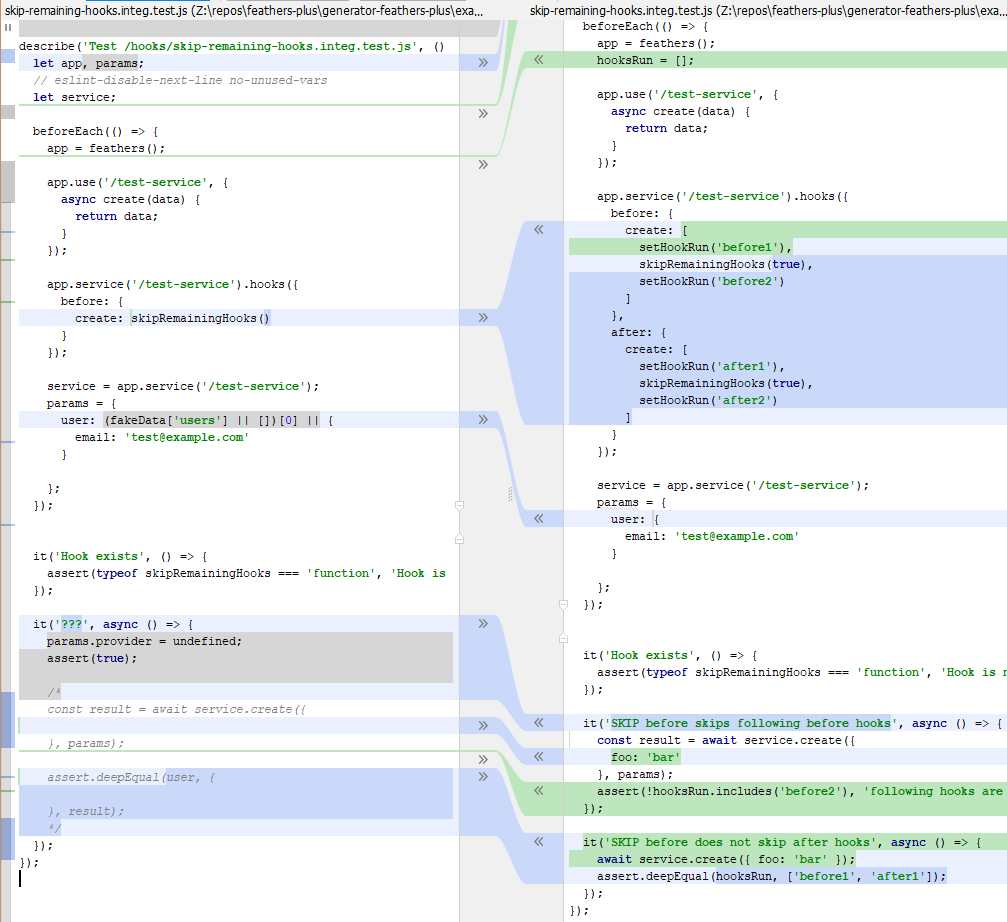 skip-remaining-hooks.integ.test.js (Z:\repos\feathers-plus\generator-feathers-plus\exa...
describe('Test /hooks/skip-remaining-hooks.integ.test.js', ()
let app, params;
// eslint-disable-next-line no-unused-vars
let service;
beforeEach(() => {
app = feathers();
app.use('/test-service', {
async create(data) {
return data;
}
});
app.service('/test-service').hooks({
before: {
create: skipRemainingHooks()
}
});
service = app.service('/test-service');
params = {
user: (fakeData['users'] || [])[0] || {
email: 'test@example.com'
}
};
});
it('Hook exists', () => {
assert(typeof skipRemainingHooks === 'function', 'Hook is
});
it('???', async () => {
params.provider = undefined;
assert(true);
/*
const result = await service.create({
}, params);
assert.deepEqual(user, {
}, result);
*/
});
});
skip-remaining-hooks.integ.test.js (Z:\repos\feathers-plus\generator-feathers-plus\exa...
beforeEach(() => {
app = feathers();
hooksRun = [];
app.use('/test-service', {
async create(data) {
return data;
}
});
app.service('/test-service').hooks({
before: {
create: [
setHookRun('before1'),
skipRemainingHooks(true),
setHookRun('before2')
]
},
after: {
create: [
setHookRun('after1'),
skipRemainingHooks(true),
setHookRun('after2')
]
}
});
service = app.service('/test-service');
params = {
user: {
email: 'test@example.com'
}
};
});
it('Hook exists', () => {
assert(typeof skipRemainingHooks === 'function', 'Hook is
});
it('SKIP before skips following before hooks', async () => {
const result = await service.create({
foo: 'bar'
}, params);
assert(!hooksRun.includes('before2'), 'following hooks are
});
it('SKIP before does not skip after hooks', async () => {
await service.create({ foo: 'bar' });
assert.deepEqual(hooksRun, ['before1', 'after1']);
});
});